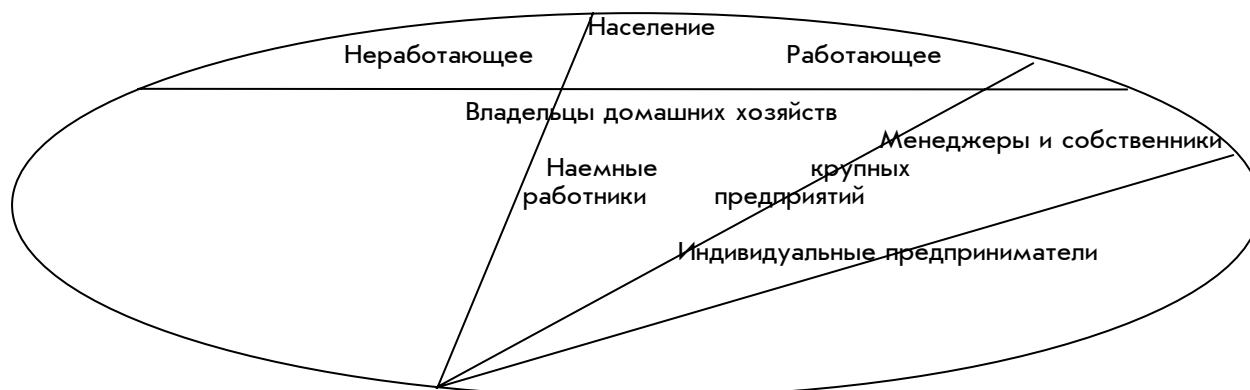 Население
Неработающее Работающее
Владельцы домашних хозяйств
Менеджеры и собственники
Наемные крупных
работники предприятий
Индивидуальные предприниматели